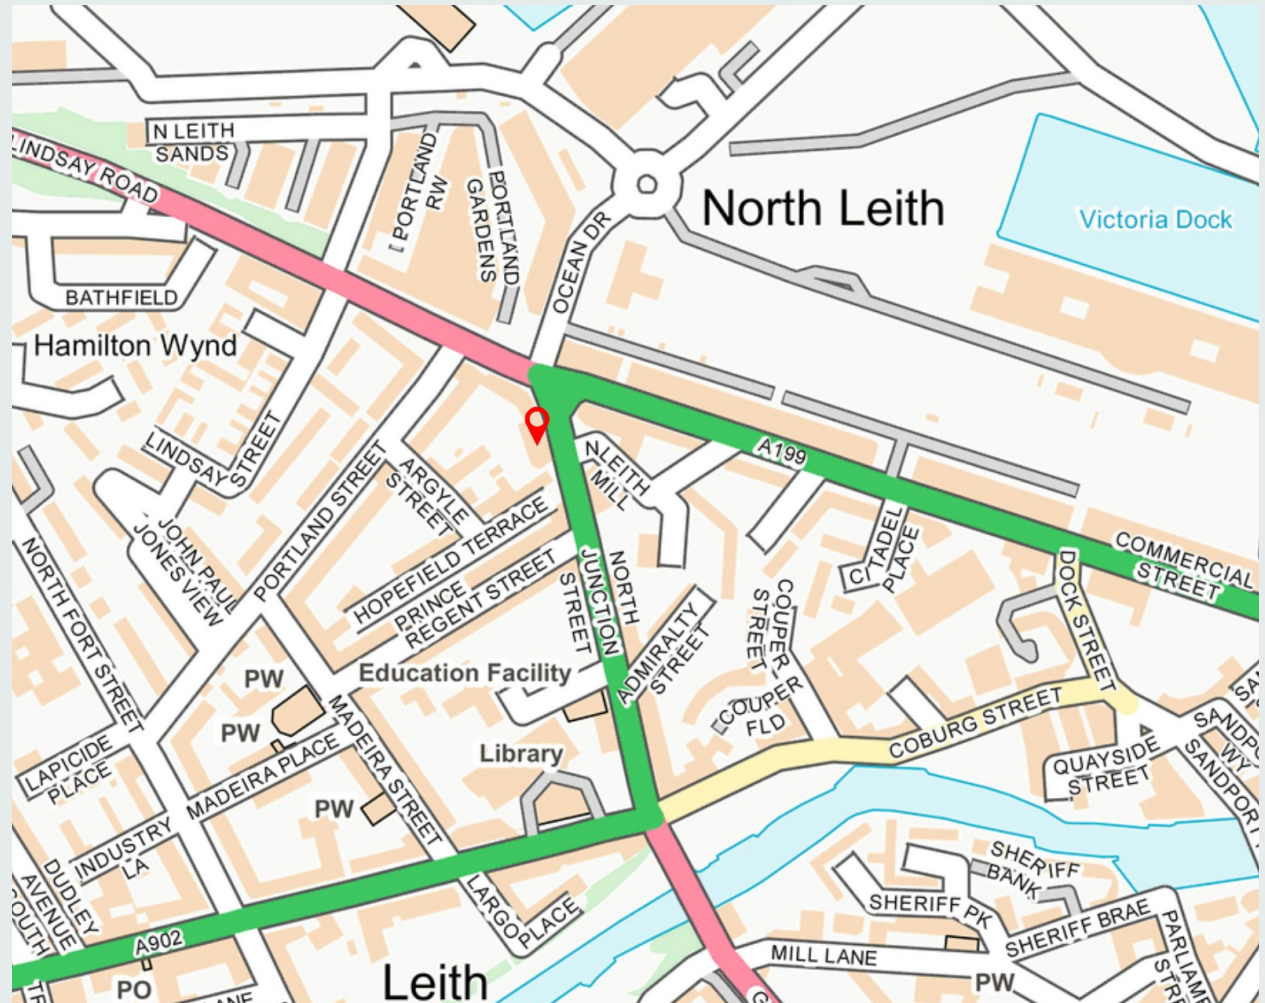 N LEITH
SANDS
LINDSAY ROAD
PORTLAND
RW
PORTLAND
GARDENS
OCEAN DR
North Leith
Victoria Dock
BATHFIELD
Hamilton Wynd
LINDSAY
STREET
PORTLAND STREET
ARGYLE
STREET
N LEITH
MILL
A199
CITADEL
PLACE
COMMERCIAL
STREET
DOCK STREET
JOHN PAUL
JONES VIEW
NORTH FORT STREET
HOPEFIELD TERRACE
PRINCE
REGENT STREET
NORTH
JUNCTION
STREET
ADMIRALTY
STREET
COUPER
STREET
COUPER
FLD
Education Facility
PW
PW
PW
Library
MADEIRA STREET
MADEIRA PLACE
LAPICIDE
PLACE
INDUSTRY
LA
DUDLEY
AVENUE
SOUTH
COBURG STREET
QUAYSIDE
STREET
SANDPORT
WY
SHERIFF
BANK
SHERIFF PK
SHERIFF BRAE
MILL LANE
PW
LARGO
PLACE
A902
PO
Leith